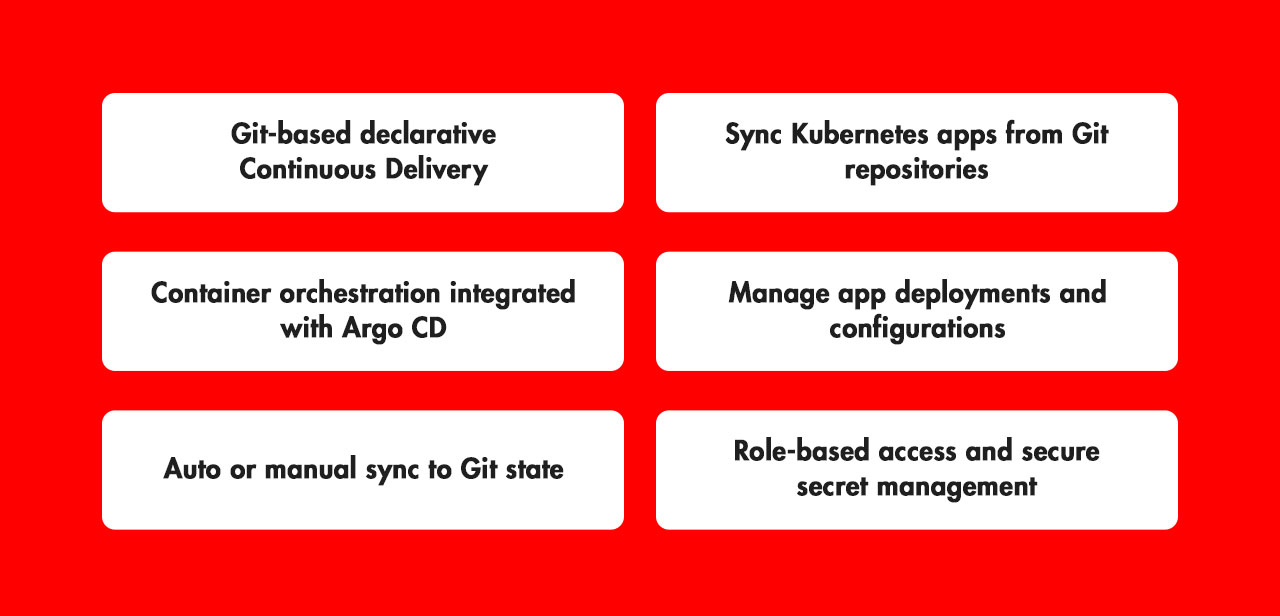 Git-based declarative
Continuous Delivery
Sync Kubernetes apps from Git
repositories
Container orchestration integrated
with Argo CD
Manage app deployments and
configurations
Auto or manual sync to Git state
Role-based access and secure
secret management